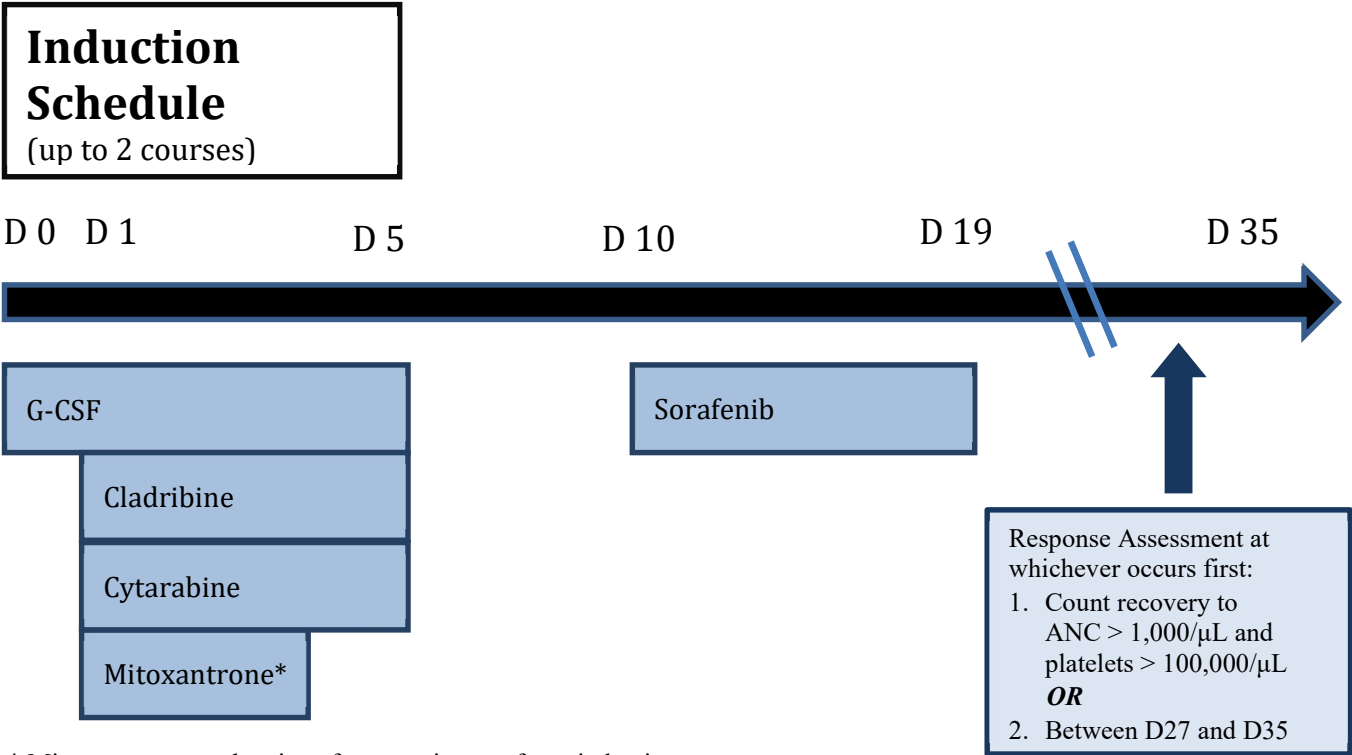 Induction
Schedule
(up to 2 courses)
D 0 D 1 D 5 D 10 D 19 D 35
G-CSF
Sorafenib
Cladribine
Cytarabine
Mitoxantrone*
Response Assessment at
whichever occurs first:
1. Count recovery to
ANC > 1,000/μL and
platelets > 100,000/μL
OR
2. Between D27 and D35